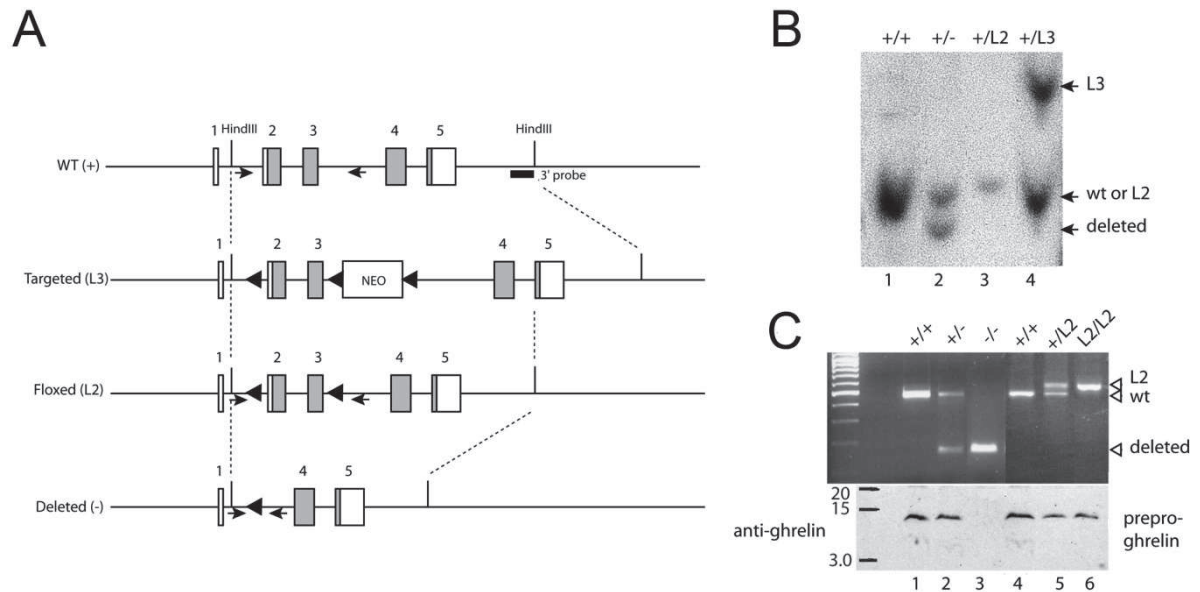 A
1 HindIII 2 3 4 5 HindIII
WT (+)
3' probe
1 2 3 4 5
Targeted (L3)
NEO
1 2 3 4 5
Floxed (L2)
1 4 5
Deleted (-)
B
+/+ +/- +/L2 +/L3
L3
wt or L2
deleted
1 2 3 4
C
+/+ +/- -/- +/+ +/L2 L2/L2
L2
wt
deleted
20
15
anti-ghrelin
prepro-
ghrelin
3.0
1 2 3 4 5 6